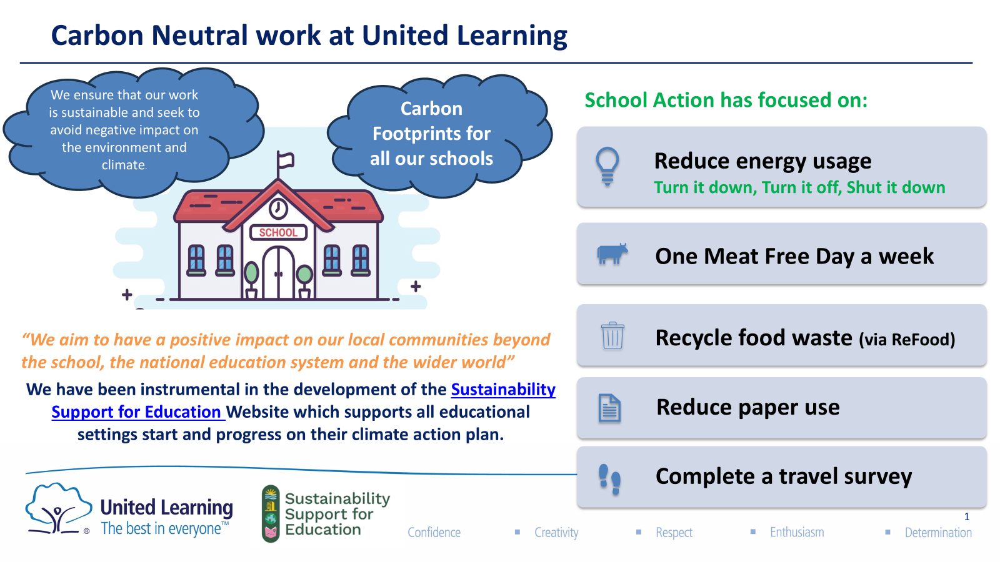 Carbon Neutral work at United Learning
We ensure that our work
is sustainable and seek to
avoid negative impact on
the environment and
climate.
Carbon
Footprints for
all our schools
SCHOOL
“We aim to have a positive impact on our local communities beyond
the school, the national education system and the wider world”
We have been instrumental in the development of the Sustainability
Support for Education Website which supports all educational
settings start and progress on their climate action plan.
School Action has focused on:
Reduce energy usage
Turn it down, Turn it off, Shut it down
One Meat Free Day a week
Recycle food waste (via ReFood)
Reduce paper use
Complete a travel survey
1
United Learning
The best in everyone™
®
Sustainability
Support for
Education
Confidence ▪ Creativity ▪ Respect ▪ Enthusiasm ▪ Determination